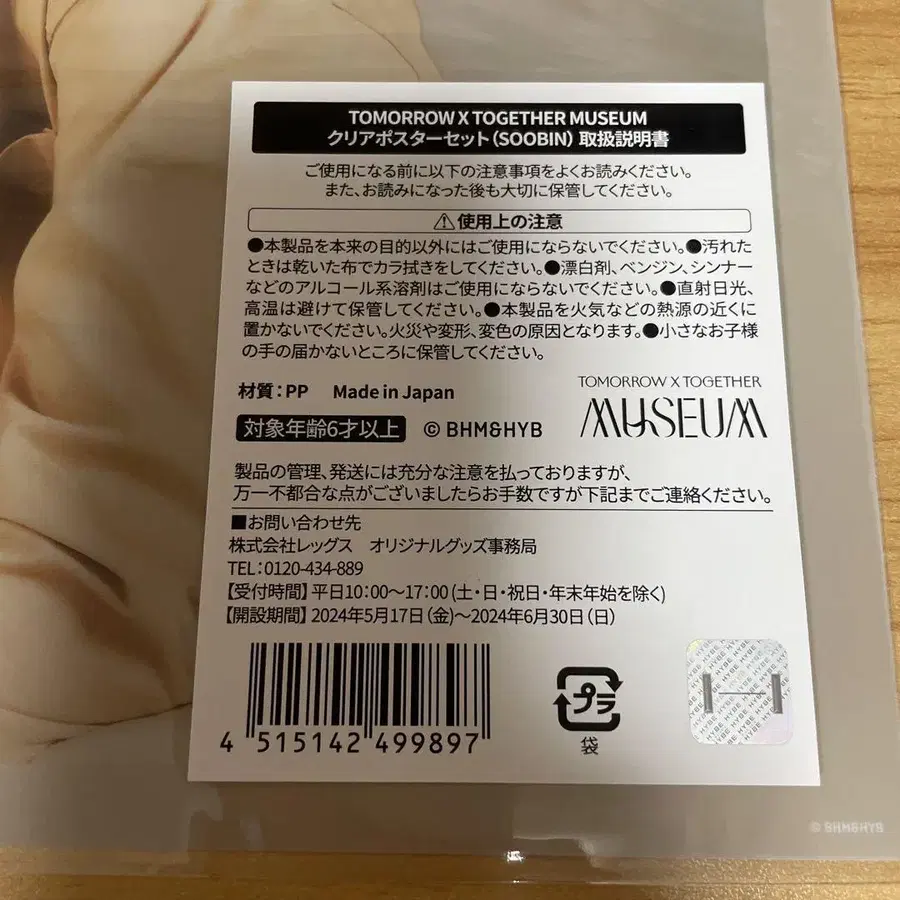 TOMORROW X TOGETHER MUSEUM
クリアポスターセット（SOOBIN）取扱説明書
ご使用になる前に以下の注意事項をよくお読みください。
また、お読みになった後も大切に保管してください。
⚠使用上の注意
●本製品を本来の目的以外にはご使用にならないでください。●汚れた
ときは乾いた布でカラ拭きをしてください。●漂白剤、ベンジン、シンナー
などのアルコール系溶剤はご使用にならないでください。●直射日光、
高温は避けて保管してください。●本製品を火気などの熱源の近くに
置かないでください。火災や変形、変色の原因となります。●小さなお子様
の手の届かないところに保管してください。
材質：PP Made in Japan
TOMORROW X TOGETHER
MUSEUM
対象年齢6才以上 © BHM&HYB
製品の管理、発送には充分な注意を払っておりますが、
万一不都合な点がございましたらお手数ですが下記までご連絡ください。
■お問い合わせ先
株式会社レッグス オリジナルグッズ事務局
TEL：0120-434-889
【受付時間】平日10：00〜17：00（土・日・祝日・年末年始を除く）
【開設期間】2024年5月17日（金）〜2024年6月30日（日）
4 515142 499897
プラ
袋
HYBE
© BHM&HYB